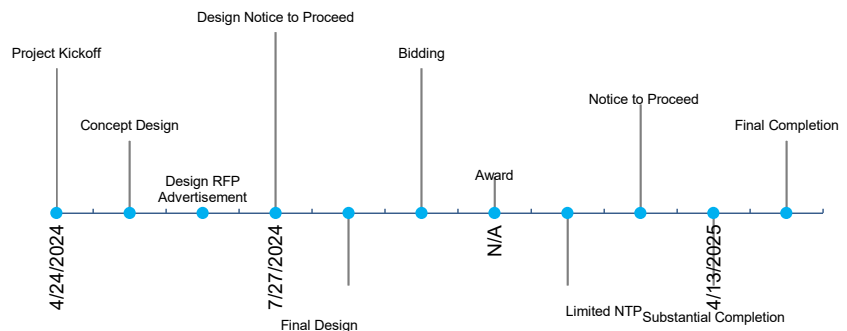 Design Notice to Proceed
Project Kickoff
Bidding
Notice to Proceed
Concept Design
Final Completion
Design RFP
Advertisement
Award
4/24/2024
7/27/2024
N/A
4/13/2025
Limited NTP
Substantial Completion
Final Design